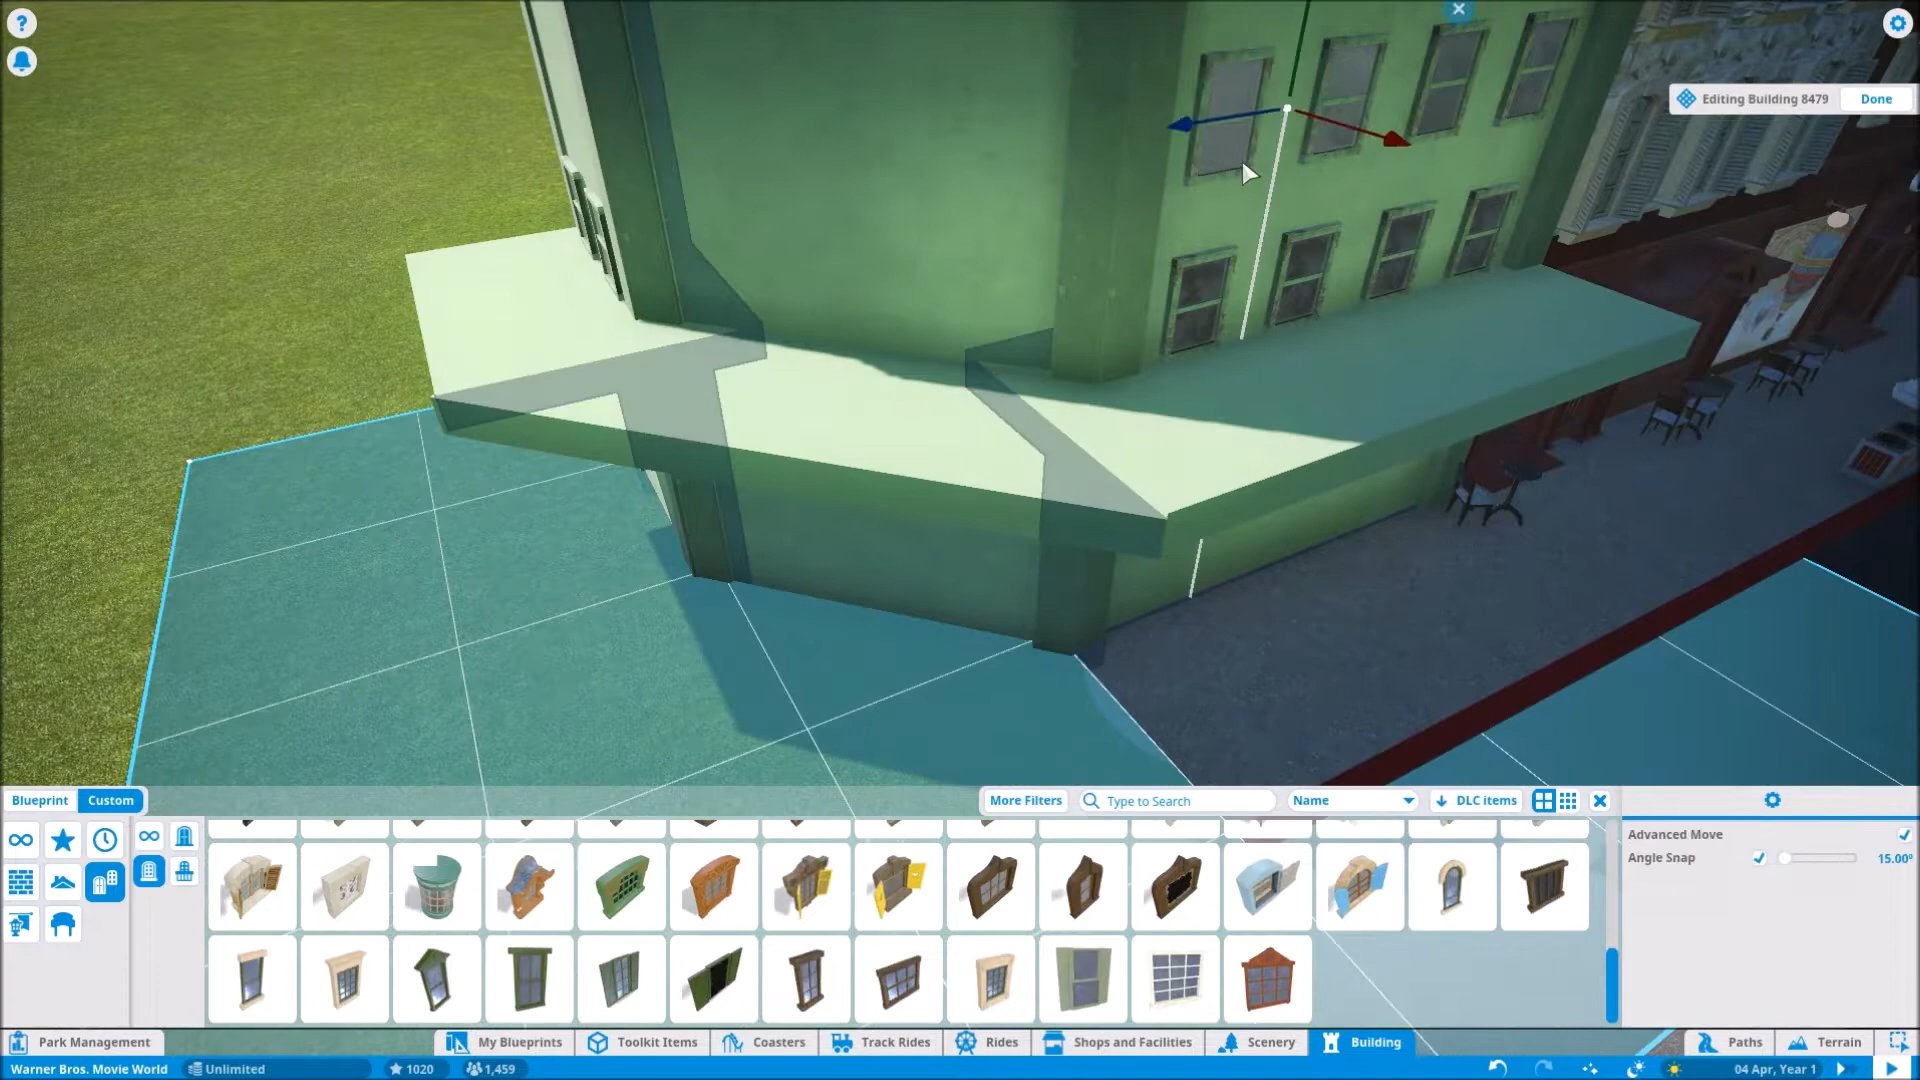 ?
Editing Building 8479
Done
Blueprint
Custom
More Filters
Type to Search
Name
DLC items
Advanced Move
Angle Snap
15.00°
Park Management
My Blueprints
Toolkit Items
Coasters
Track Rides
Rides
Shops and Facilities
Scenery
Building
Paths
Terrain
Warner Bros. Movie World
Unlimited
1020
1,459
04 Apr, Year 1